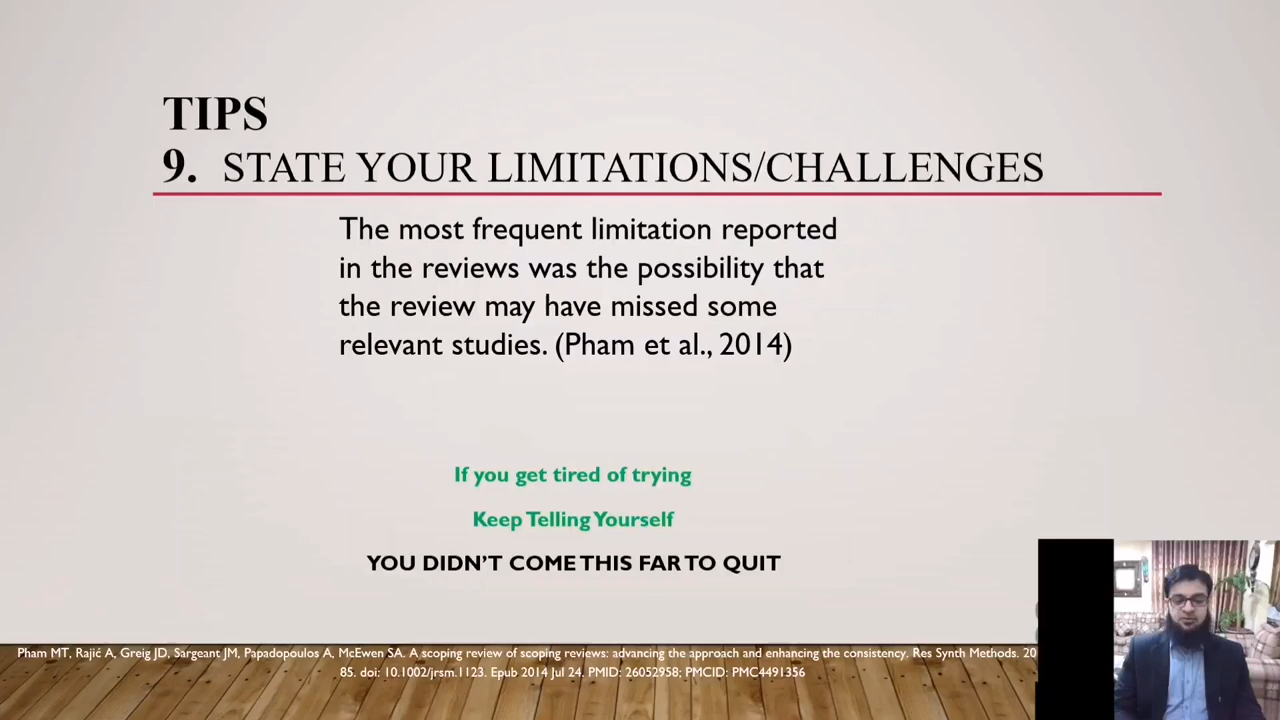 TIPS
9. STATE YOUR LIMITATIONS/CHALLENGES
The most frequent limitation reported
in the reviews was the possibility that
the review may have missed some
relevant studies. (Pham et al., 2014)
If you get tired of trying
Keep Telling Yourself
YOU DIDN'T COME THIS FAR TO QUIT
Pham MT, Rajić A, Greig JD, Sargeant JM, Papadopoulos A, McEwen SA. A scoping review of scoping reviews: advancing the approach and enhancing the consistency. Res Synth Methods. 20
85. doi: 10.1002/jrsm.1123. Epub 2014 Jul 24. PMID: 26052958; PMCID: PMC4491356